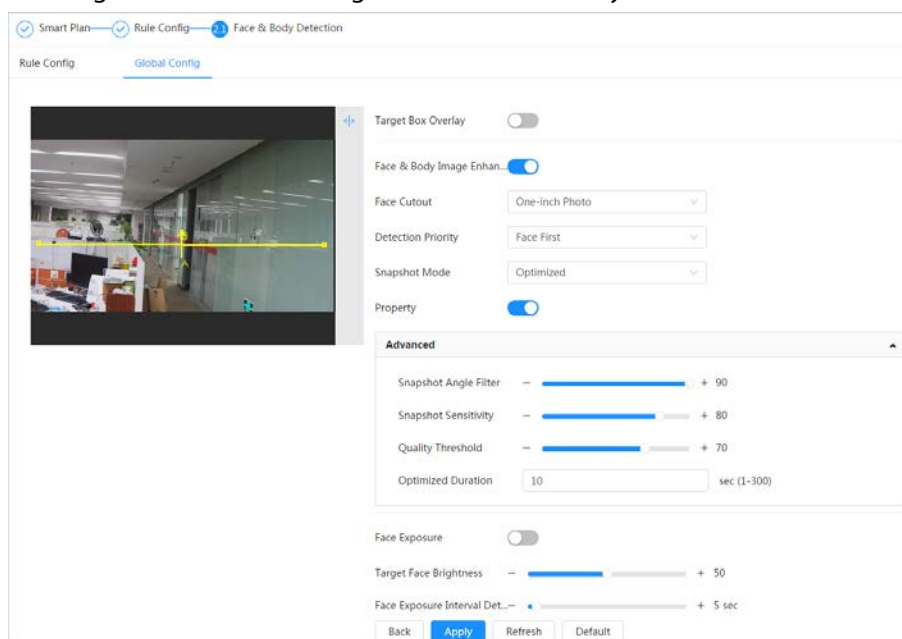 Smart Plan Rule Config 2.1 Face & Body Detection
Rule Config Global Config
Target Box Overlay
Face & Body Image Enhan...
Face Cutout One-inch Photo
Detection Priority Face First
Snapshot Mode Optimized
Property
Advanced
Snapshot Angle Filter - + 90
Snapshot Sensitivity - + 80
Quality Threshold - + 70
Optimized Duration 10 sec (1-300)
Face Exposure
Target Face Brightness - + 50
Face Exposure Interval Det... - + 5 sec
Back Apply Refresh Default
B
A